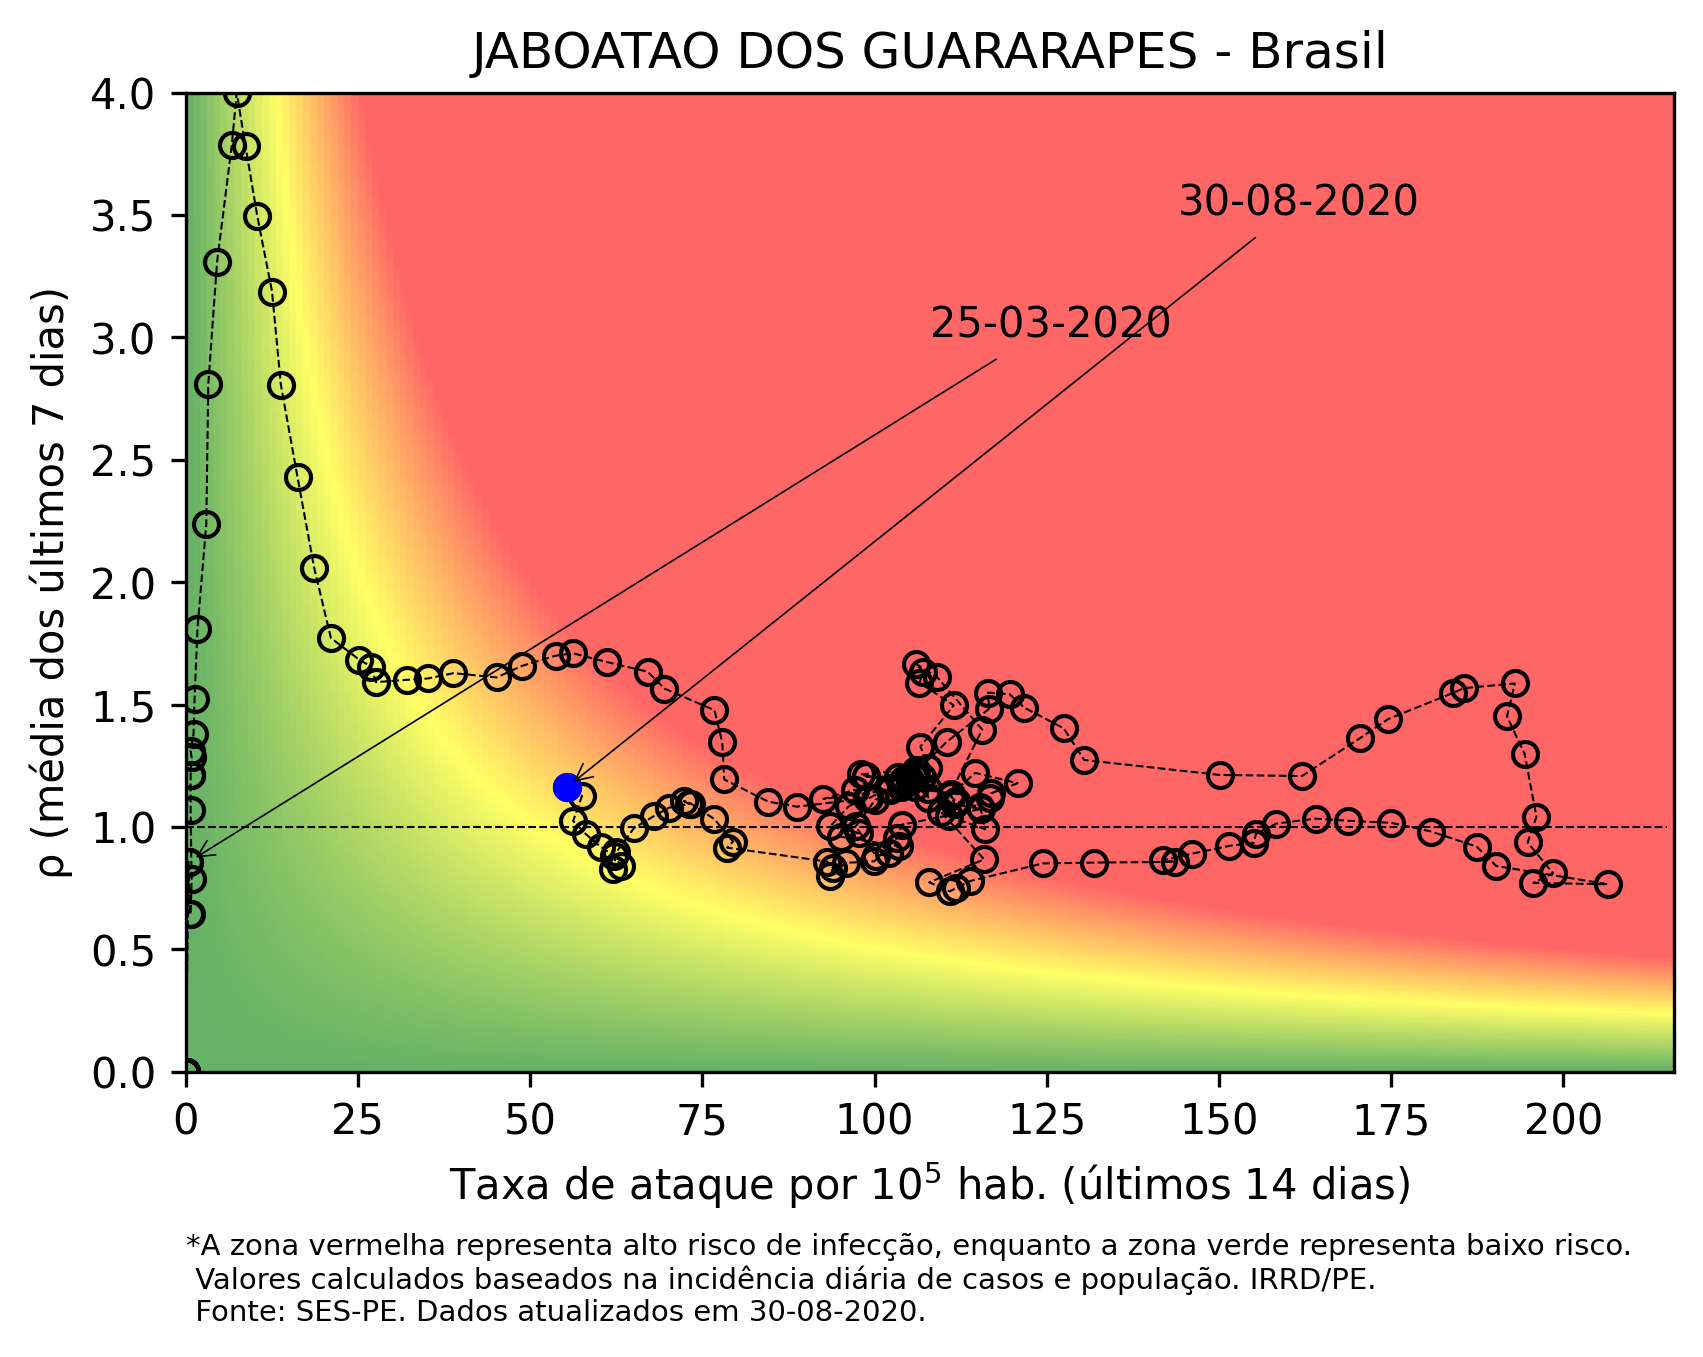 JABOATAO DOS GUARARAPES - Brasil
4.0
3.5
3.0
2.5
2.0
1.5
1.0
0.5
0.0
ρ (média dos últimos 7 dias)
30-08-2020
25-03-2020
0 25 50 75 100 125 150 175 200
Taxa de ataque por 10⁵ hab. (últimos 14 dias)
*A zona vermelha representa alto risco de infecção, enquanto a zona verde representa baixo risco.
Valores calculados baseados na incidência diária de casos e população. IRRD/PE.
Fonte: SES-PE. Dados atualizados em 30-08-2020.